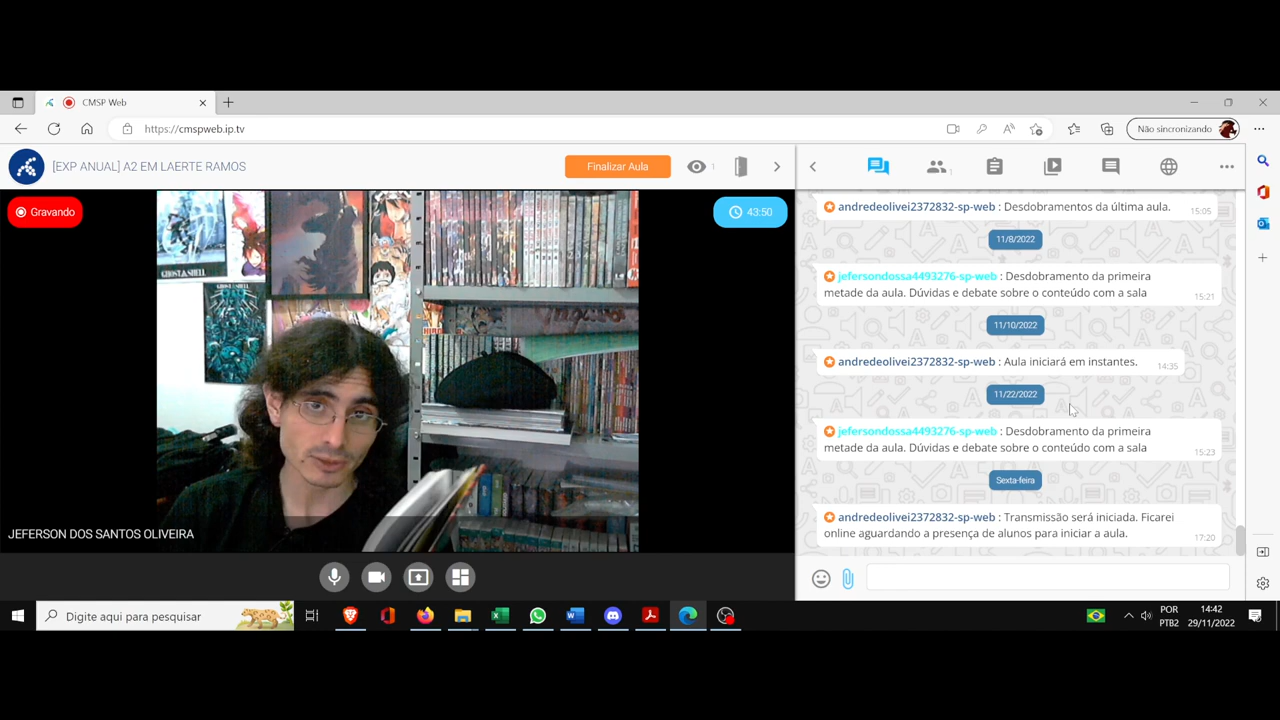 CMSP Web
https://cmspweb.ip.tv
Não sincronizando
[EXP ANUAL] A2 EM LAERTE RAMOS
Finalizar Aula
1
Gravando
43:50
GHOST IN THE SHELL
JEFERSON DOS SANTOS OLIVEIRA
andredeolivei2372832-sp-web : Desdobramentos da última aula.
15:05
11/8/2022
jefersondossa4493276-sp-web : Desdobramento da primeira
metade da aula. Dúvidas e debate sobre o conteúdo com a sala
15:21
11/10/2022
andredeolivei2372832-sp-web : Aula iniciará em instantes.
14:35
11/22/2022
jefersondossa4493276-sp-web : Desdobramento da primeira
metade da aula. Dúvidas e debate sobre o conteúdo com a sala
15:23
Sexta-feira
andredeolivei2372832-sp-web : Transmissão será iniciada. Ficarei
online aguardando a presença de alunos para iniciar a aula.
17:20
Digite aqui para pesquisar
POR
PTB2
14:42
29/11/2022